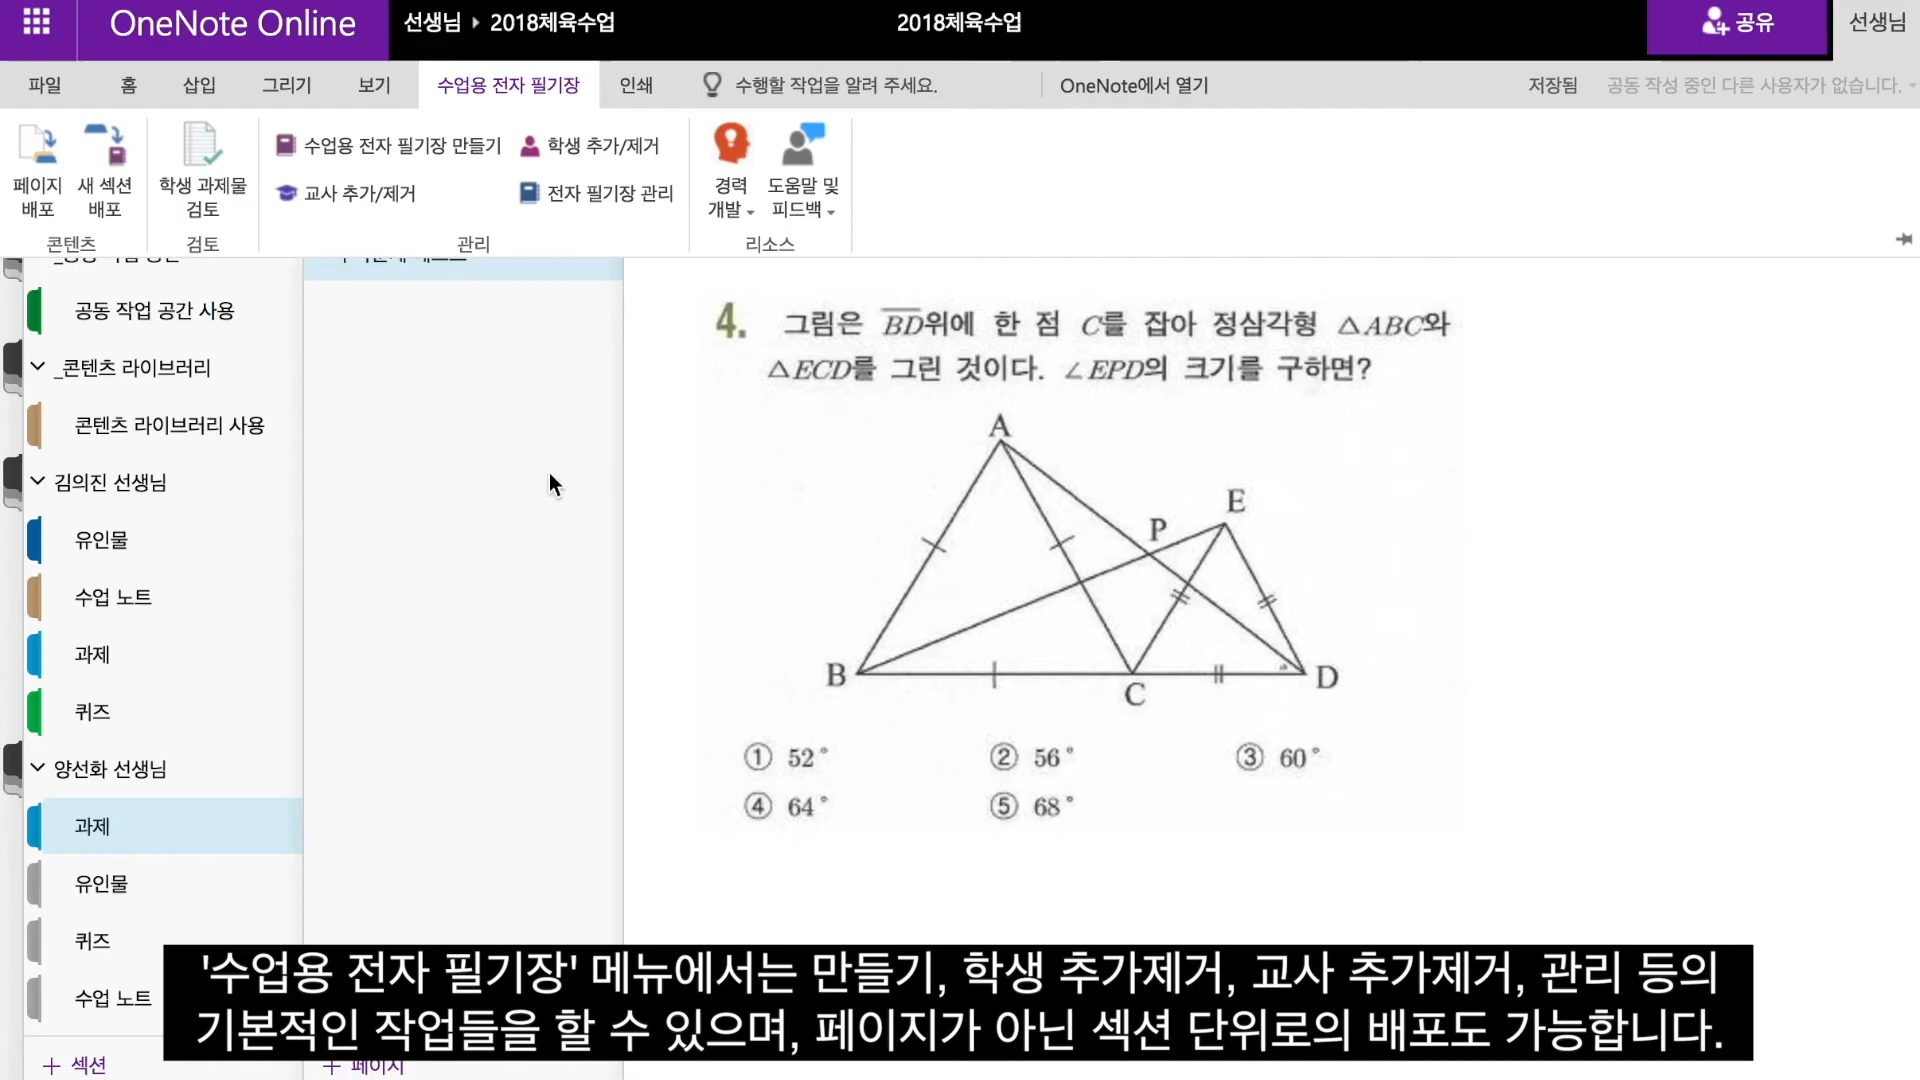 OneNote Online
선생님 ▸ 2018체육수업
2018체육수업
공유
선생님
파일 홈 삽입 그리기 보기 수업용 전자 필기장 인쇄 수행할 작업을 알려 주세요. OneNote에서 열기 저장됨 공동 작성 중인 다른 사용자가 없습니다.
페이지 배포
새 섹션 배포
콘텐츠
학생 과제물 검토
검토
수업용 전자 필기장 만들기
학생 추가/제거
교사 추가/제거
전자 필기장 관리
관리
경력 개발
도움말 및 피드백
리소스
공동 작업 공간 사용
_콘텐츠 라이브러리
콘텐츠 라이브러리 사용
김의진 선생님
유인물
수업 노트
과제
퀴즈
양선화 선생님
과제
유인물
퀴즈
수업 노트
+ 섹션
+ 페이지
4. 그림은 BD위에 한 점 C를 잡아 정삼각형 △ABC와
△ECD를 그린 것이다. ∠EPD의 크기를 구하면?
A
E
P
B
C
D
① 52° ② 56° ③ 60°
④ 64° ⑤ 68°
'수업용 전자 필기장' 메뉴에서는 만들기, 학생 추가제거, 교사 추가제거, 관리 등의
기본적인 작업들을 할 수 있으며, 페이지가 아닌 섹션 단위로의 배포도 가능합니다.